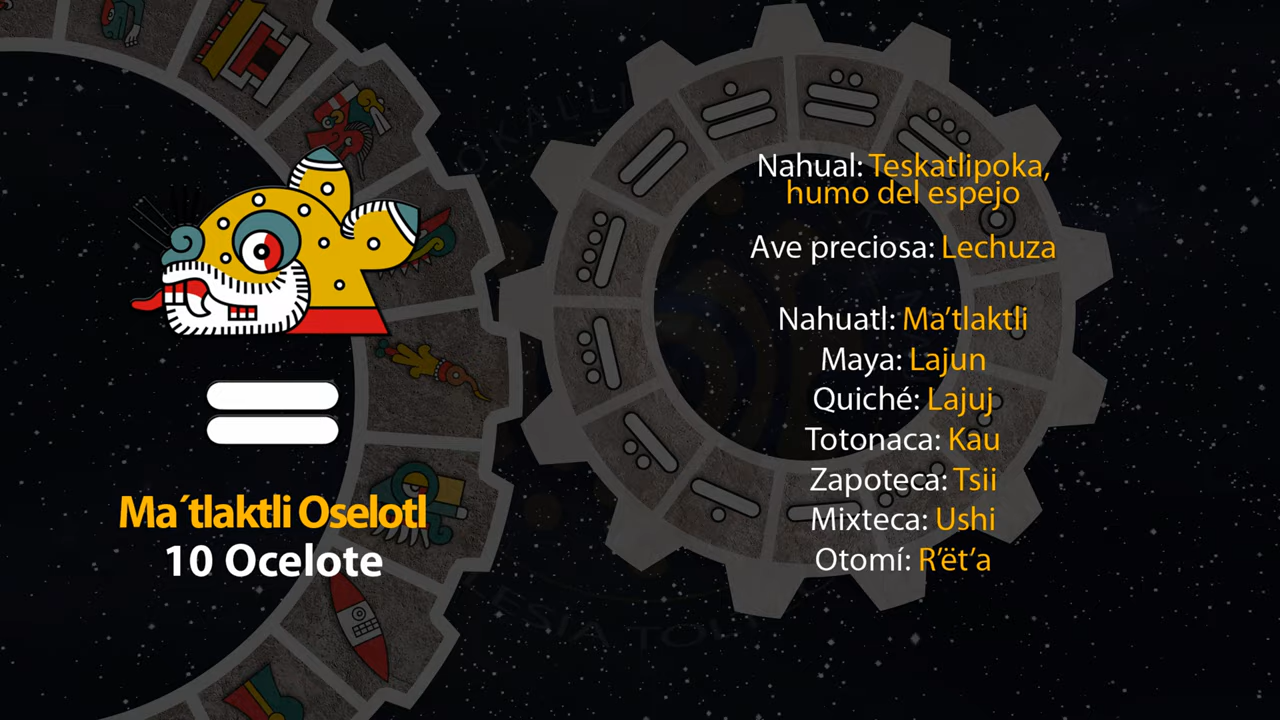 Ma´tlaktli Oselotl
10 Ocelote
Nahual: Teskatlipoka,
humo del espejo
Ave preciosa: Lechuza
Nahuatl: Ma’tlaktli
Maya: Lajun
Quiché: Lajuj
Totonaca: Kau
Zapoteca: Tsii
Mixteca: Ushi
Otomí: R’ët’a